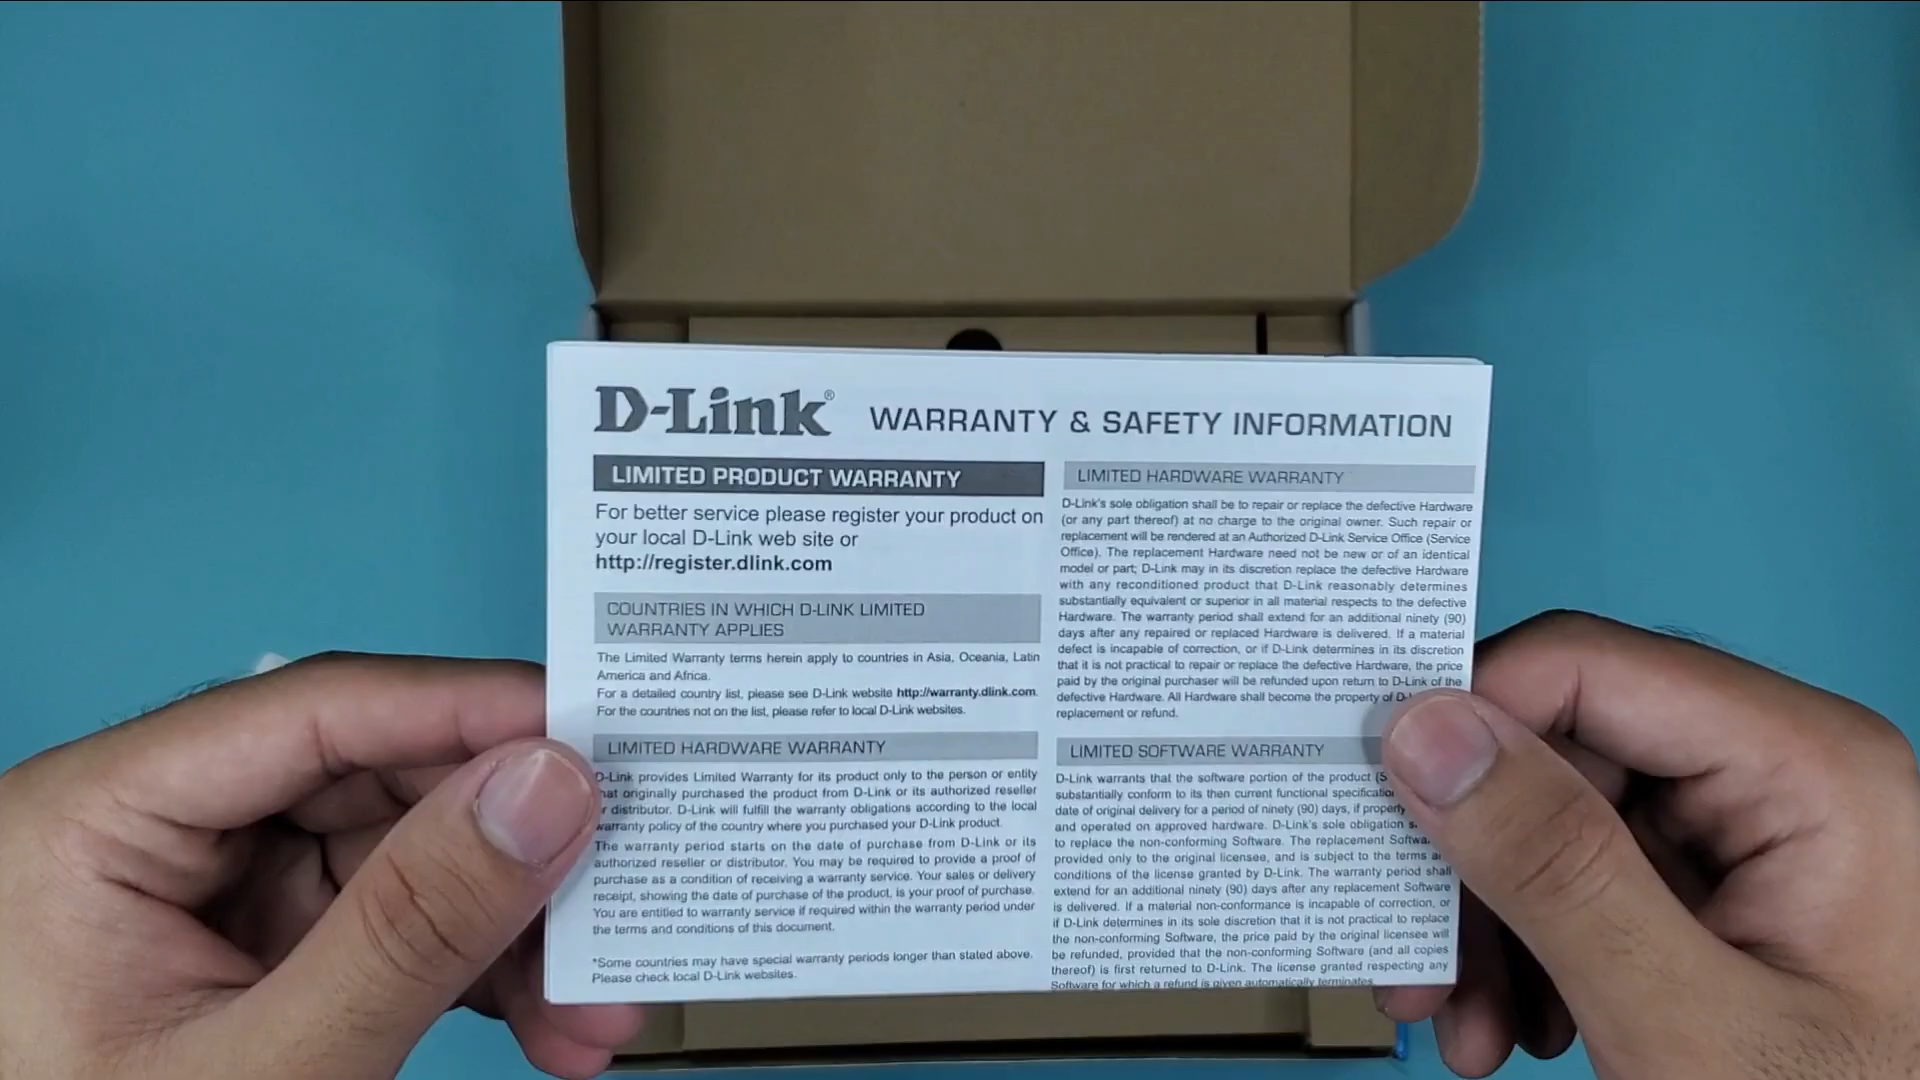 D-Link®
WARRANTY & SAFETY INFORMATION
LIMITED PRODUCT WARRANTY
For better service please register your product on
your local D-Link web site or
http://register.dlink.com
COUNTRIES IN WHICH D-LINK LIMITED
WARRANTY APPLIES
The Limited Warranty terms herein apply to countries in Asia, Oceania, Latin
America and Africa.
For a detailed country list, please see D-Link website http://warranty.dlink.com.
For the countries not on the list, please refer to local D-Link websites.
LIMITED HARDWARE WARRANTY
D-Link provides Limited Warranty for its product only to the person or entity
originally purchased the product from D-Link or its authorized reseller
distributor. D-Link will fulfill the warranty obligations according to the local
warranty policy of the country where you purchased your D-Link product.
The warranty period starts on the date of purchase from D-Link or its
authorized reseller or distributor. You may be required to provide a proof of
purchase as a condition of receiving a warranty service. Your sales or delivery
receipt, showing the date of purchase of the product, is your proof of purchase.
You are entitled to warranty service if required within the warranty period under
the terms and conditions of this document.
*Some countries may have special warranty periods longer than stated above.
Please check local D-Link websites.
LIMITED HARDWARE WARRANTY
D-Link's sole obligation shall be to repair or replace the defective Hardware
(or any part thereof) at no charge to the original owner. Such repair or
replacement will be rendered at an Authorized D-Link Service Office (Service
Office). The replacement Hardware need not be new or of an identical
model or part; D-Link may in its discretion replace the defective Hardware
with any reconditioned product that D-Link reasonably determines
substantially equivalent or superior in all material respects to the defective
Hardware. The warranty period shall extend for an additional ninety (90)
days after any repaired or replaced Hardware is delivered. If a material
defect is incapable of correction, or if D-Link determines in its discretion
that it is not practical to repair or replace the defective Hardware, the price
paid by the original purchaser will be refunded upon return to D-Link of the
defective Hardware. All Hardware shall become the property of
replacement or refund.
LIMITED SOFTWARE WARRANTY
D-Link warrants that the software portion of the product
substantially conform to its then current functional
date of original delivery for a period of ninety (90) days, if
and operated on approved hardware. D-Link's sole obligation
to replace the non-conforming Software. The replacement
provided only to the original licensee, and is subject to the terms
conditions of the license granted by D-Link. The warranty period shall
extend for an additional ninety (90) days after any replacement Software
is delivered. If a material non-conformance is incapable of correction, or
if D-Link determines in its sole discretion that it is not practical to replace
the non-conforming Software, the price paid by the original licensee will
be refunded, provided that the non-conforming Software (and all copies
thereof) is first returned to D-Link. The license granted respecting any
Software for which a refund is given automatically terminates.